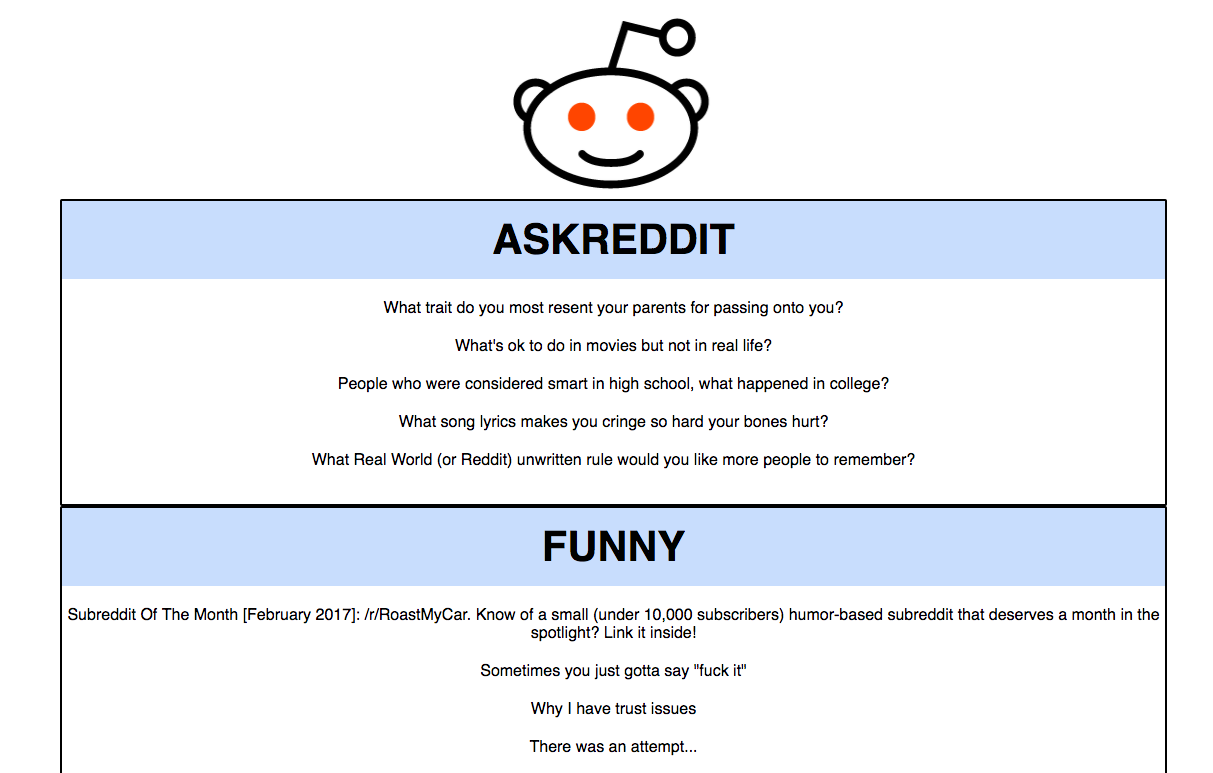 ASKREDDIT
What trait do you most resent your parents for passing onto you?
What's ok to do in movies but not in real life?
People who were considered smart in high school, what happened in college?
What song lyrics makes you cringe so hard your bones hurt?
What Real World (or Reddit) unwritten rule would you like more people to remember?
FUNNY
Subreddit Of The Month [February 2017]: /r/RoastMyCar. Know of a small (under 10,000 subscribers) humor-based subreddit that deserves a month in the
spotlight? Link it inside!
Sometimes you just gotta say "fuck it"
Why I have trust issues
There was an attempt...